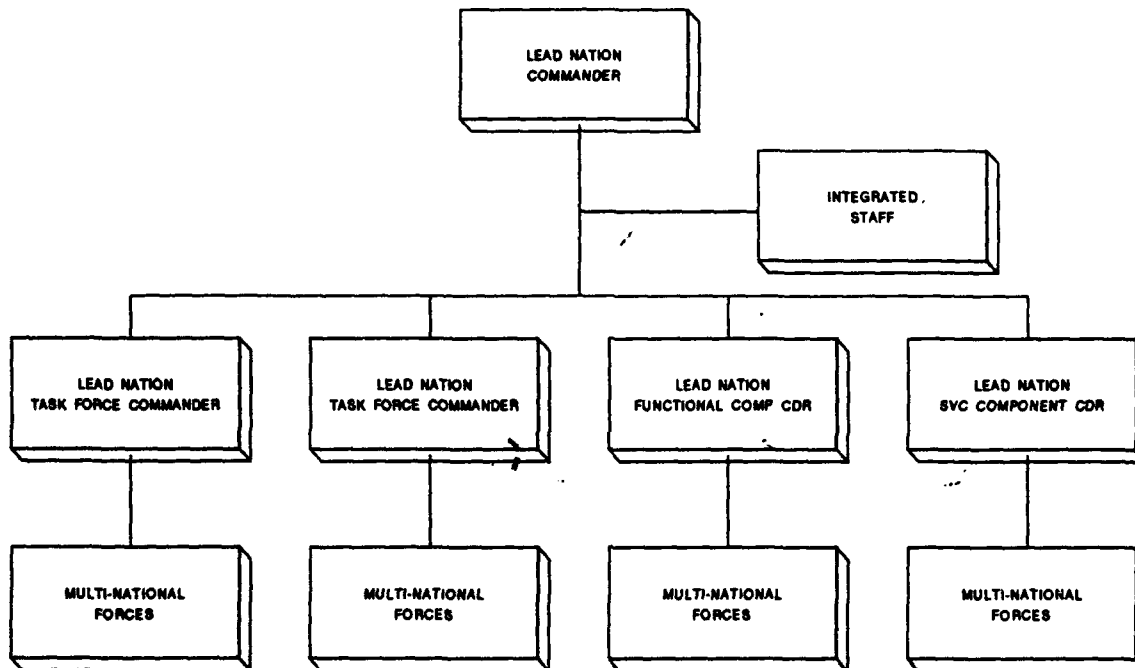 LEAD NATION
COMMANDER
INTEGRATED
STAFF
LEAD NATION
TASK FORCE COMMANDER
LEAD NATION
TASK FORCE COMMANDER
LEAD NATION
FUNCTIONAL COMP CDR
LEAD NATION
SVC COMPONENT CDR
MULTI-NATIONAL
FORCES
MULTI-NATIONAL
FORCES
MULTI-NATIONAL
FORCES
MULTI-NATIONAL
FORCES